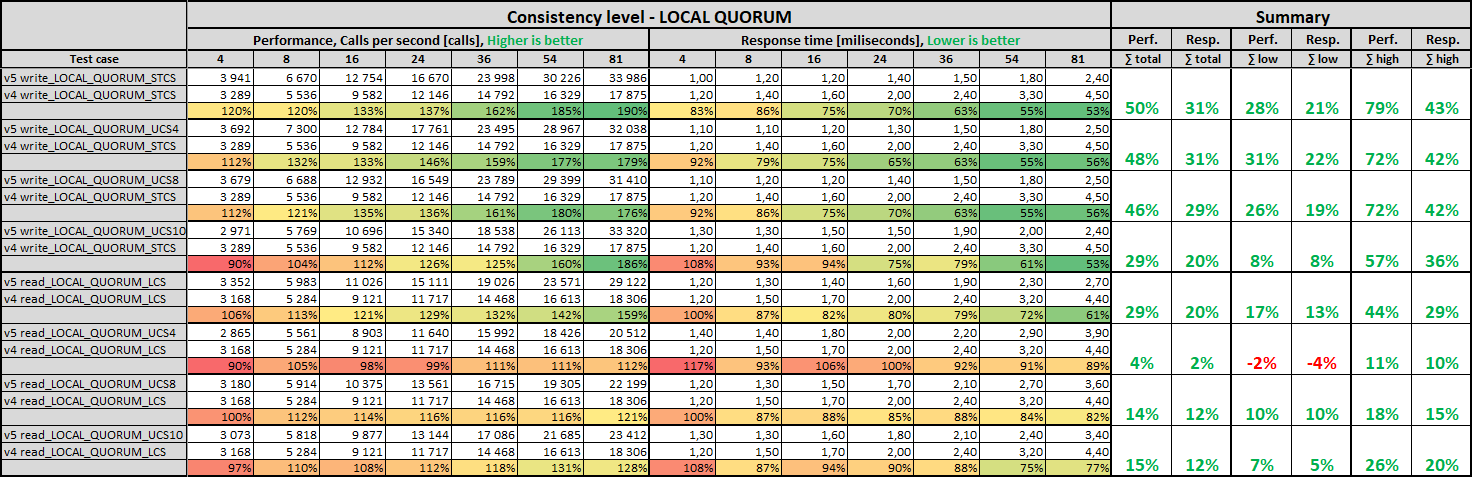 Consistency level - LOCAL QUORUM Summary
Performance, Calls per second [calls], Higher is better Response time [miliseconds], Lower is better Perf. Resp. Perf. Resp. Perf. Resp.
Test case 4 8 16 24 36 54 81 4 8 16 24 36 54 81 ∑ total ∑ total ∑ low ∑ low ∑ high ∑ high
v5 write_LOCAL_QUORUM_STCS 3 941 6 670 12 754 16 670 23 998 30 226 33 986 1,00 1,20 1,20 1,40 1,50 1,80 2,40
v4 write_LOCAL_QUORUM_STCS 3 289 5 536 9 582 12 146 14 792 16 329 17 875 1,20 1,40 1,60 2,00 2,40 3,30 4,50
120% 120% 133% 137% 162% 185% 190% 83% 86% 75% 70% 63% 55% 53% 50% 31% 28% 21% 79% 43%
v5 write_LOCAL_QUORUM_UCS4 3 692 7 300 12 784 17 761 23 495 28 967 32 038 1,10 1,10 1,20 1,30 1,50 1,80 2,50
v4 write_LOCAL_QUORUM_STCS 3 289 5 536 9 582 12 146 14 792 16 329 17 875 1,20 1,40 1,60 2,00 2,40 3,30 4,50
112% 132% 133% 146% 159% 177% 179% 92% 79% 75% 65% 63% 55% 56% 48% 31% 31% 22% 72% 42%
v5 write_LOCAL_QUORUM_UCS8 3 679 6 688 12 932 16 549 23 789 29 399 31 410 1,10 1,20 1,20 1,40 1,50 1,80 2,50
v4 write_LOCAL_QUORUM_STCS 3 289 5 536 9 582 12 146 14 792 16 329 17 875 1,20 1,40 1,60 2,00 2,40 3,30 4,50
112% 121% 135% 136% 161% 180% 176% 92% 86% 75% 70% 63% 55% 56% 46% 29% 26% 19% 72% 42%
v5 write_LOCAL_QUORUM_UCS10 2 971 5 769 10 696 15 340 18 538 26 113 33 320 1,30 1,30 1,50 1,50 1,90 2,00 2,40
v4 write_LOCAL_QUORUM_STCS 3 289 5 536 9 582 12 146 14 792 16 329 17 875 1,20 1,40 1,60 2,00 2,40 3,30 4,50
90% 104% 112% 126% 125% 160% 186% 108% 93% 94% 75% 79% 61% 53% 29% 20% 8% 8% 57% 36%
v5 read_LOCAL_QUORUM_LCS 3 352 5 983 11 026 15 111 19 026 23 571 29 122 1,20 1,30 1,40 1,60 1,90 2,30 2,70
v4 read_LOCAL_QUORUM_LCS 3 168 5 284 9 121 11 717 14 468 16 613 18 306 1,20 1,50 1,70 2,00 2,40 3,20 4,40
106% 113% 121% 129% 132% 142% 159% 100% 87% 82% 80% 79% 72% 61% 29% 20% 17% 13% 44% 29%
v5 read_LOCAL_QUORUM_UCS4 2 865 5 561 8 903 11 640 15 992 18 426 20 512 1,40 1,40 1,80 2,00 2,20 2,90 3,90
v4 read_LOCAL_QUORUM_LCS 3 168 5 284 9 121 11 717 14 468 16 613 18 306 1,20 1,50 1,70 2,00 2,40 3,20 4,40
90% 105% 98% 99% 111% 111% 112% 117% 93% 106% 100% 92% 91% 89% 4% 2% -2% -4% 11% 10%
v5 read_LOCAL_QUORUM_UCS8 3 180 5 914 10 375 13 561 16 715 19 305 22 199 1,20 1,30 1,50 1,70 2,10 2,70 3,60
v4 read_LOCAL_QUORUM_LCS 3 168 5 284 9 121 11 717 14 468 16 613 18 306 1,20 1,50 1,70 2,00 2,40 3,20 4,40
100% 112% 114% 116% 116% 116% 121% 100% 87% 88% 85% 88% 84% 82% 14% 12% 10% 10% 18% 15%
v5 read_LOCAL_QUORUM_UCS10 3 073 5 818 9 877 13 144 17 086 21 685 23 412 1,30 1,30 1,60 1,80 2,10 2,40 3,40
v4 read_LOCAL_QUORUM_LCS 3 168 5 284 9 121 11 717 14 468 16 613 18 306 1,20 1,50 1,70 2,00 2,40 3,20 4,40
97% 110% 108% 112% 118% 131% 128% 108% 87% 94% 90% 88% 75% 77% 15% 12% 7% 5% 26% 20%